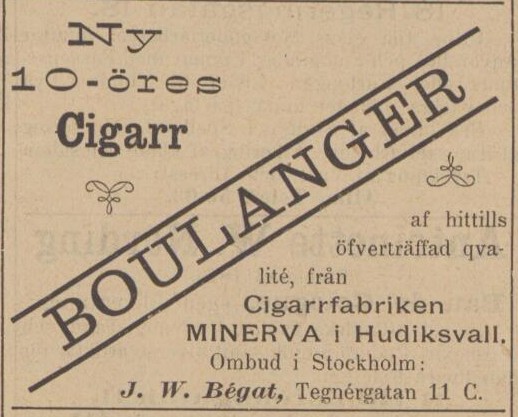 Ny
10-öres
Cigarr
BOULANGER
af hittills
öfverträffad qva-
lité, från
Cigarrfabriken
MINERVA i Hudiksvall.
Ombud i Stockholm:
J. W. Bégat, Tegnérgatan 11 C.